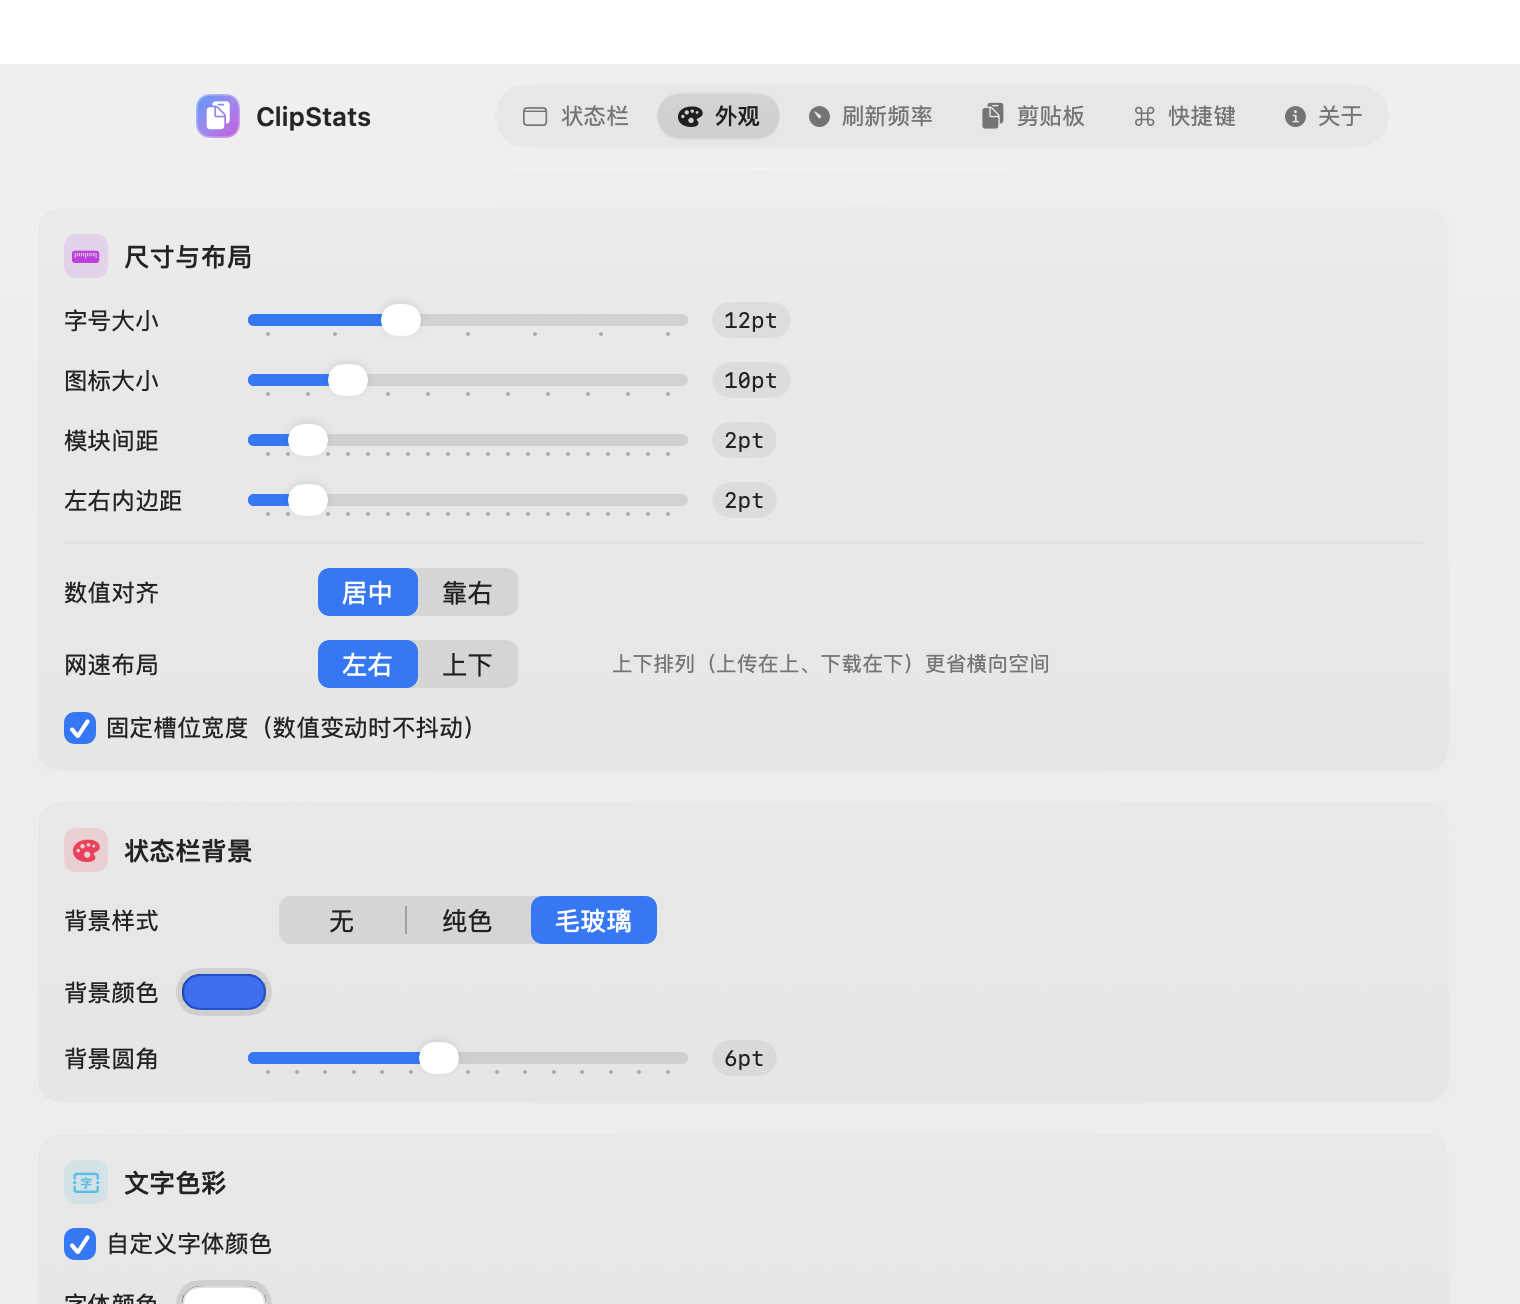 ClipStats 状态栏 外观 刷新频率 剪贴板 快捷键 关于
尺寸与布局
字号大小 12pt
图标大小 10pt
模块间距 2pt
左右内边距 2pt
数值对齐 居中 靠右
网速布局 左右 上下 上下排列（上传在上、下载在下）更省横向空间
固定槽位宽度（数值变动时不抖动）
状态栏背景
背景样式 无 纯色 毛玻璃
背景颜色
背景圆角 6pt
字 文字色彩
自定义字体颜色
字体颜色